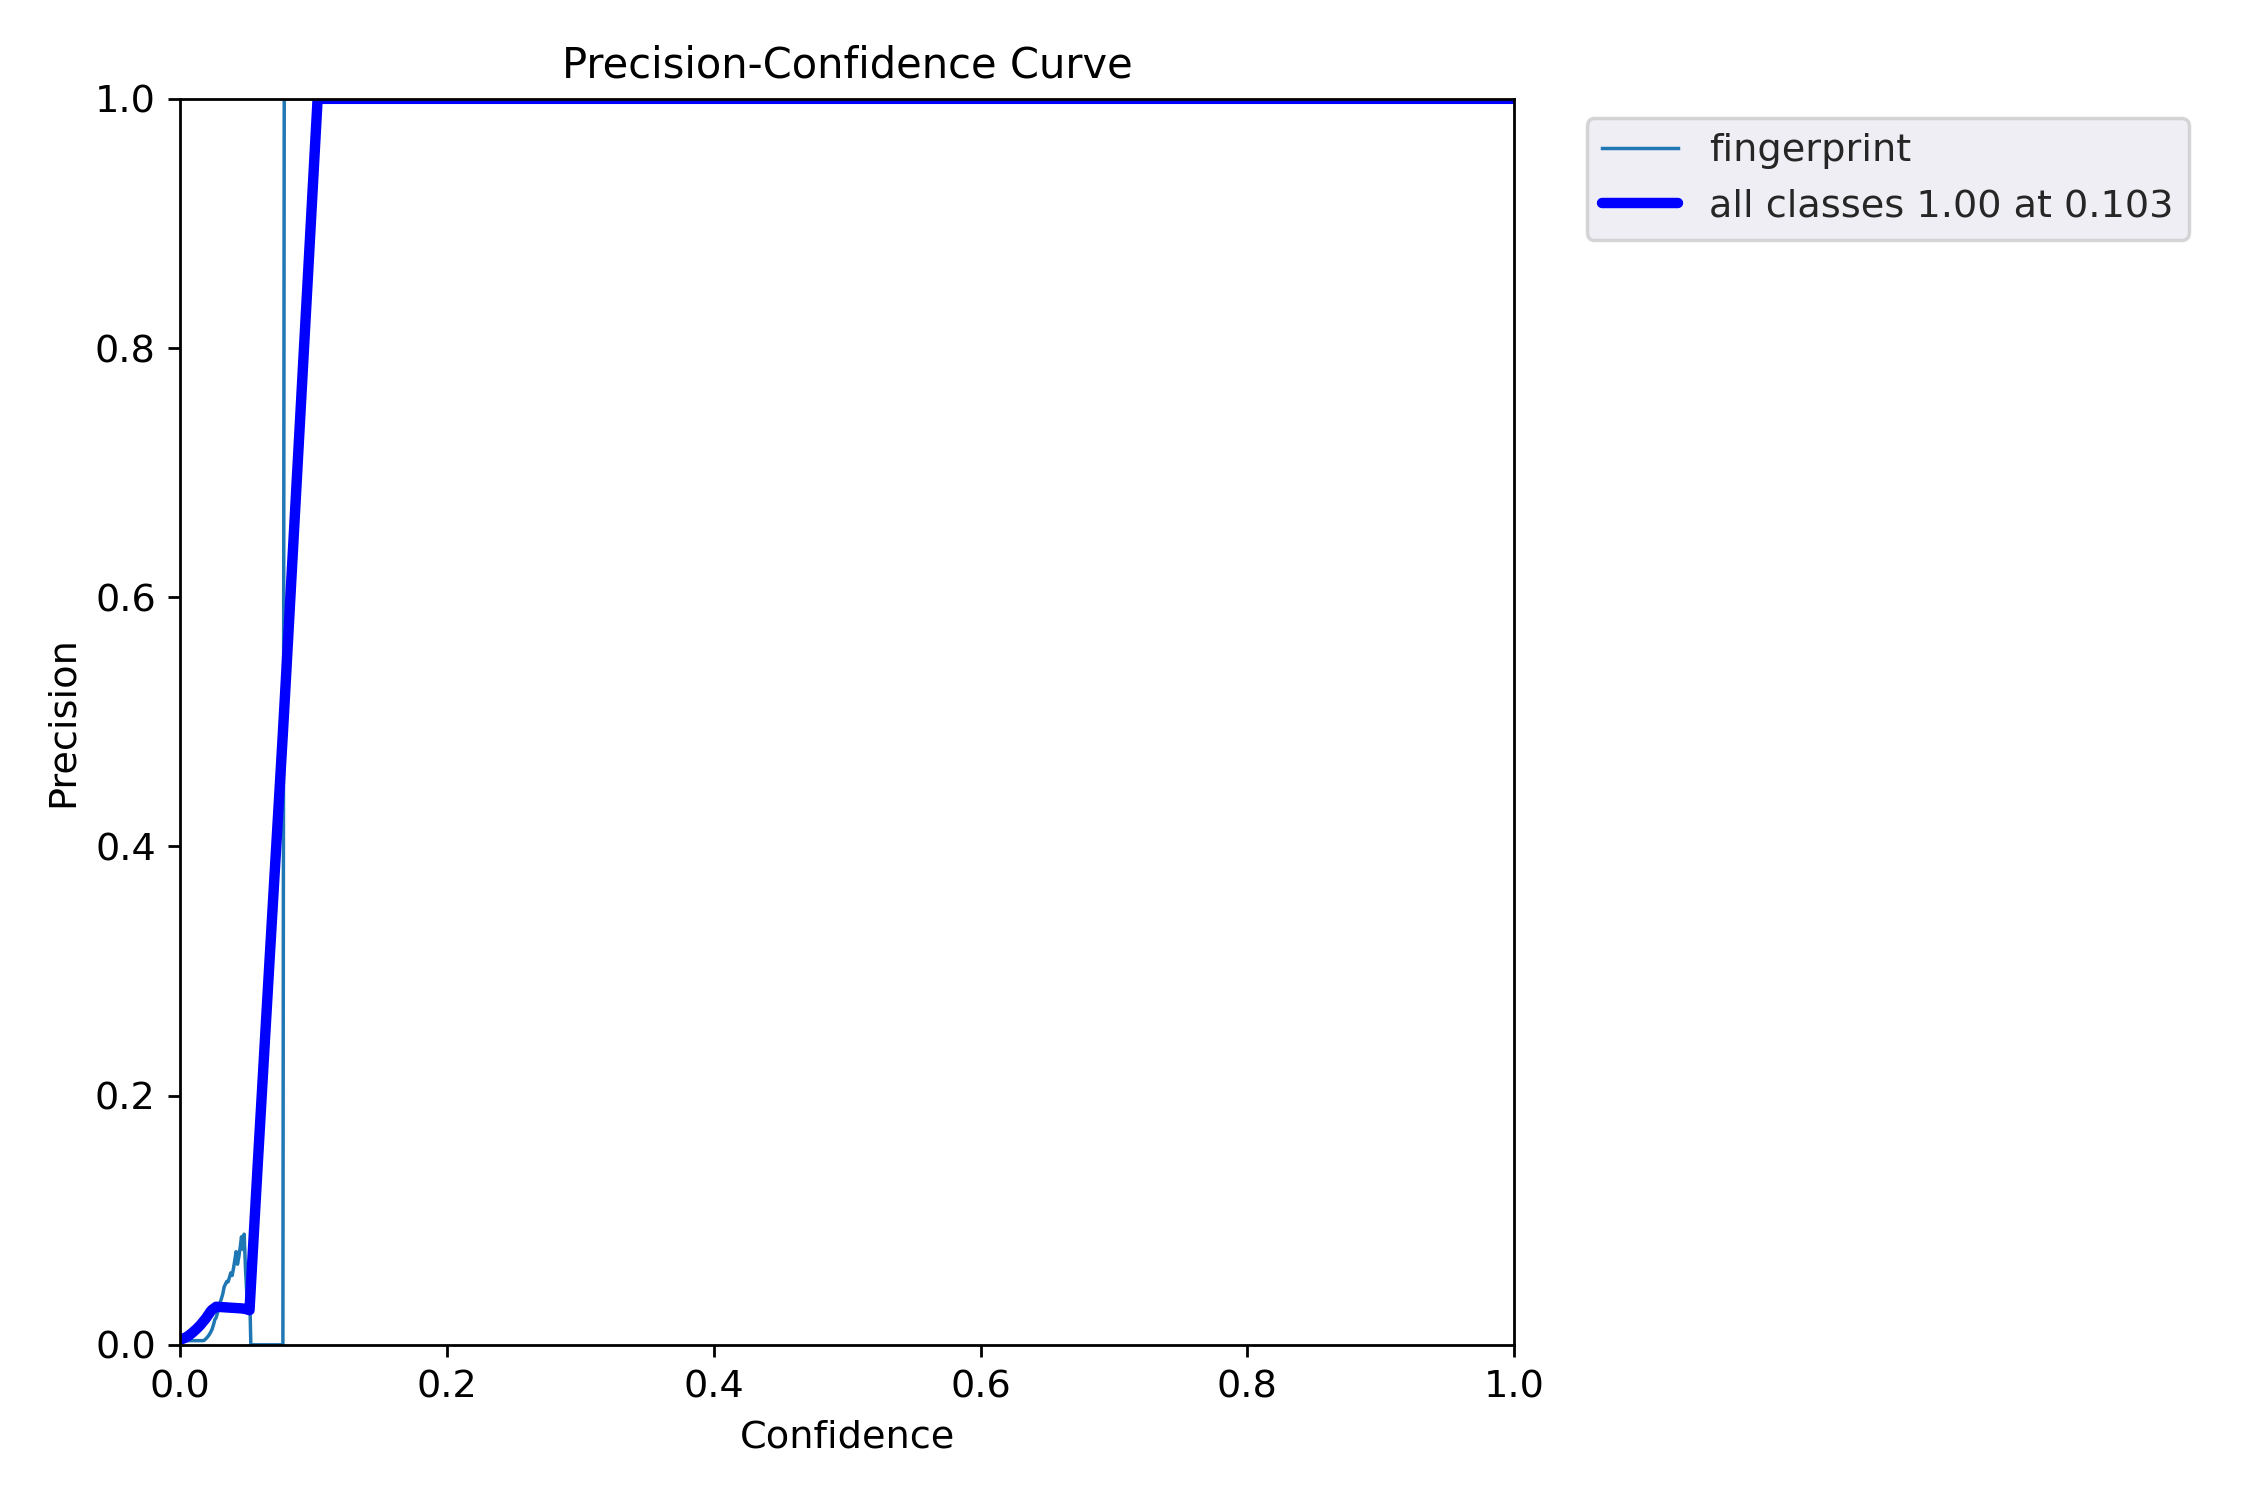 Precision-Confidence Curve
1.0
0.8
0.6
0.4
0.2
0.0
Precision
0.0 0.2 0.4 0.6 0.8 1.0
Confidence
fingerprint
all classes 1.00 at 0.103